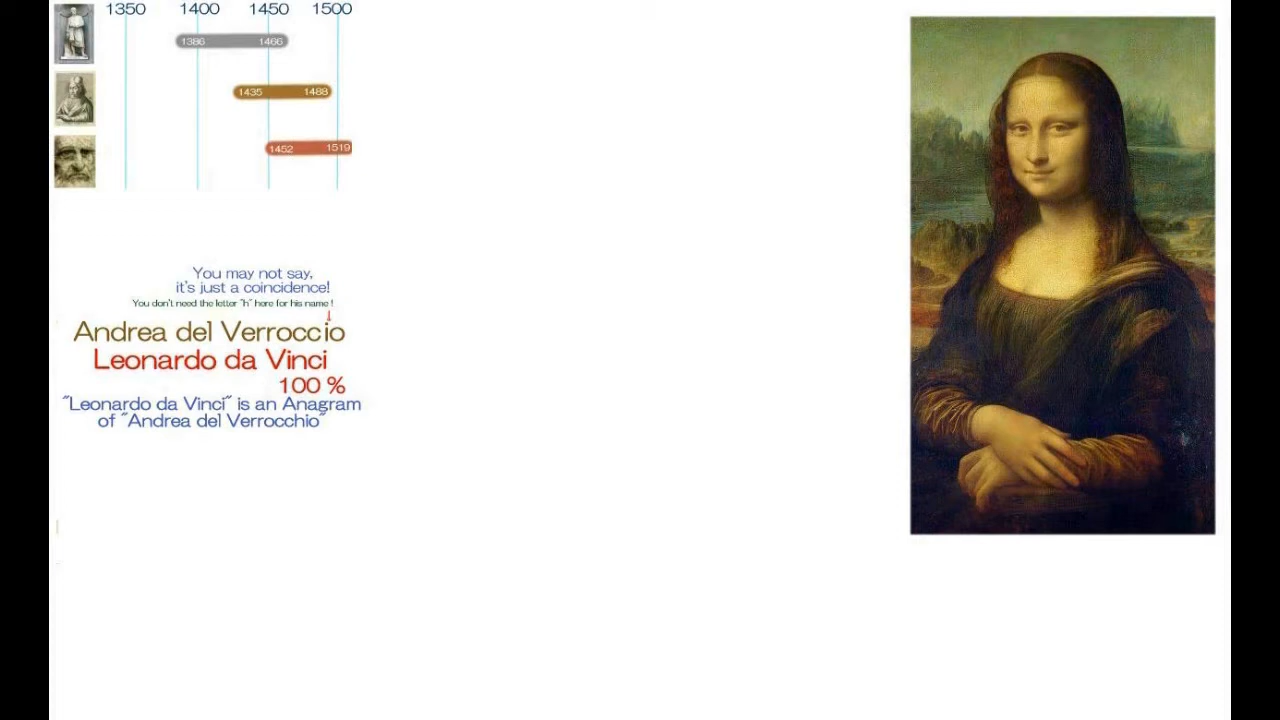 1350 1400 1450 1500
1386 1466
1435 1488
1452 1519
You may not say,
it's just a coincidence!
You don't need the letter "h" here for his name !
Andrea del Verroccio
Leonardo da Vinci
100 %
"Leonardo da Vinci" is an Anagram
of "Andrea del Verrocchio"